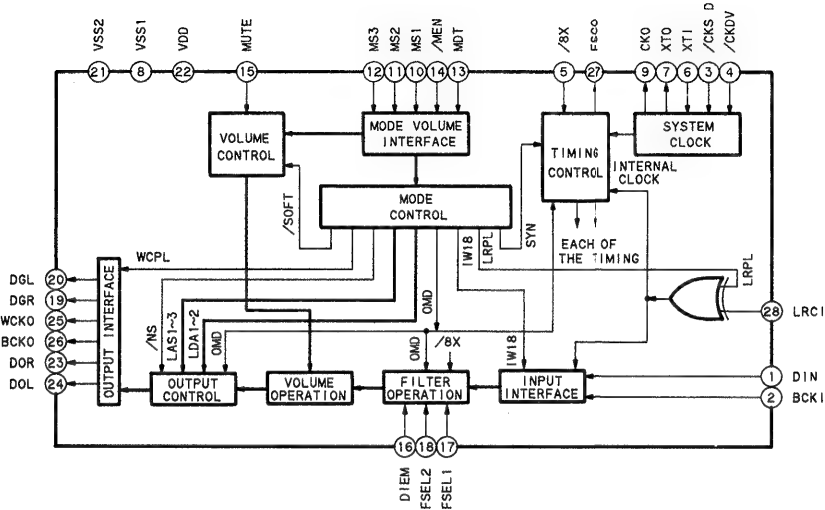 VSS2
VSS1
VDD
MUTE
MS3
MS2
MS1
/MEN
MDT
/8X
FSCO
CKO
XTO
XTI
/CKS D
/CKDV
21
8
22
15
12
11
10
14
13
5
27
9
7
6
3
4
VOLUME
CONTROL
MODE VOLUME
INTERFACE
TIMING
CONTROL
SYSTEM
CLOCK
INTERNAL
CLOCK
/SOFT
MODE
CONTROL
SYN
EACH OF
THE TIMING
WCPL
IW18
LRPL
LRPL
DGL 20
DGR 19
WCKO 25
BCKO 26
DOR 23
DOL 24
OUTPUT INTERFACE
/NS
LAS1~3
LDA1~2
OMD
OMD
OMD
/8X
IW18
28 LRCI
OUTPUT
CONTROL
VOLUME
OPERATION
FILTER
OPERATION
INPUT
INTERFACE
1 DIN
2 BCKI
16
18
17
DIEM
FSEL2
FSEL1